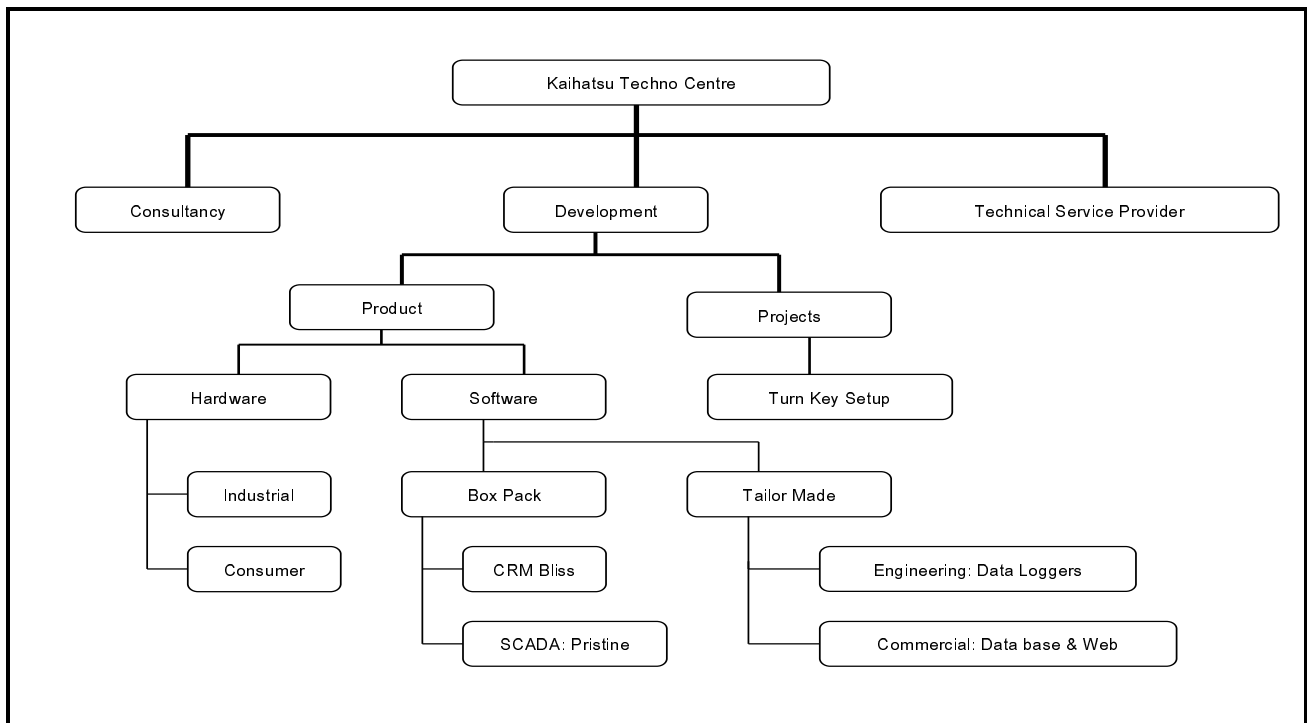 Kaihatsu Techno Centre
Consultancy
Development
Technical Service Provider
Product
Projects
Hardware
Software
Turn Key Setup
Industrial
Box Pack
Tailor Made
Consumer
CRM Bliss
Engineering: Data Loggers
SCADA: Pristine
Commercial: Data base & Web